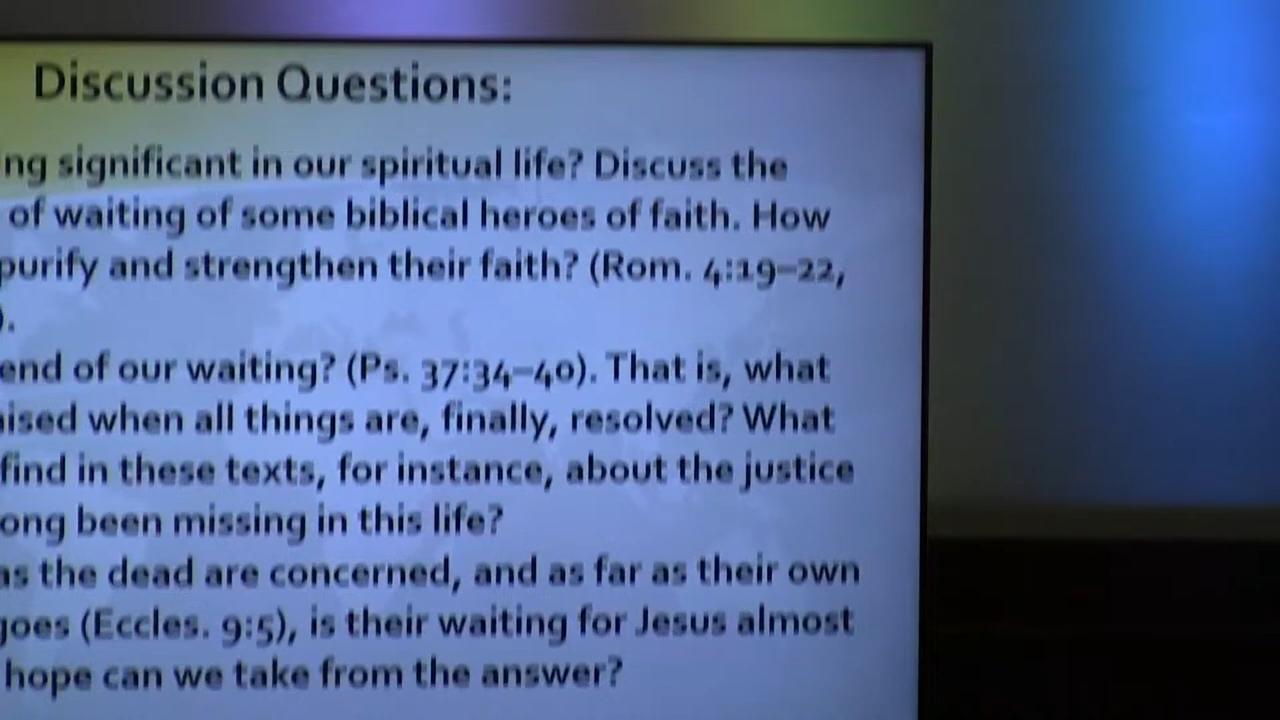 Discussion Questions:
significant in our spiritual life? Discuss the
of waiting of some biblical heroes of faith. How
purify and strengthen their faith? (Rom. 4:19–22,
).
end of our waiting? (Ps. 37:34–40). That is, what
when all things are, finally, resolved? What
find in these texts, for instance, about the justice
been missing in this life?
as the dead are concerned, and as far as their own
goes (Eccles. 9:5), is their waiting for Jesus almost
hope can we take from the answer?